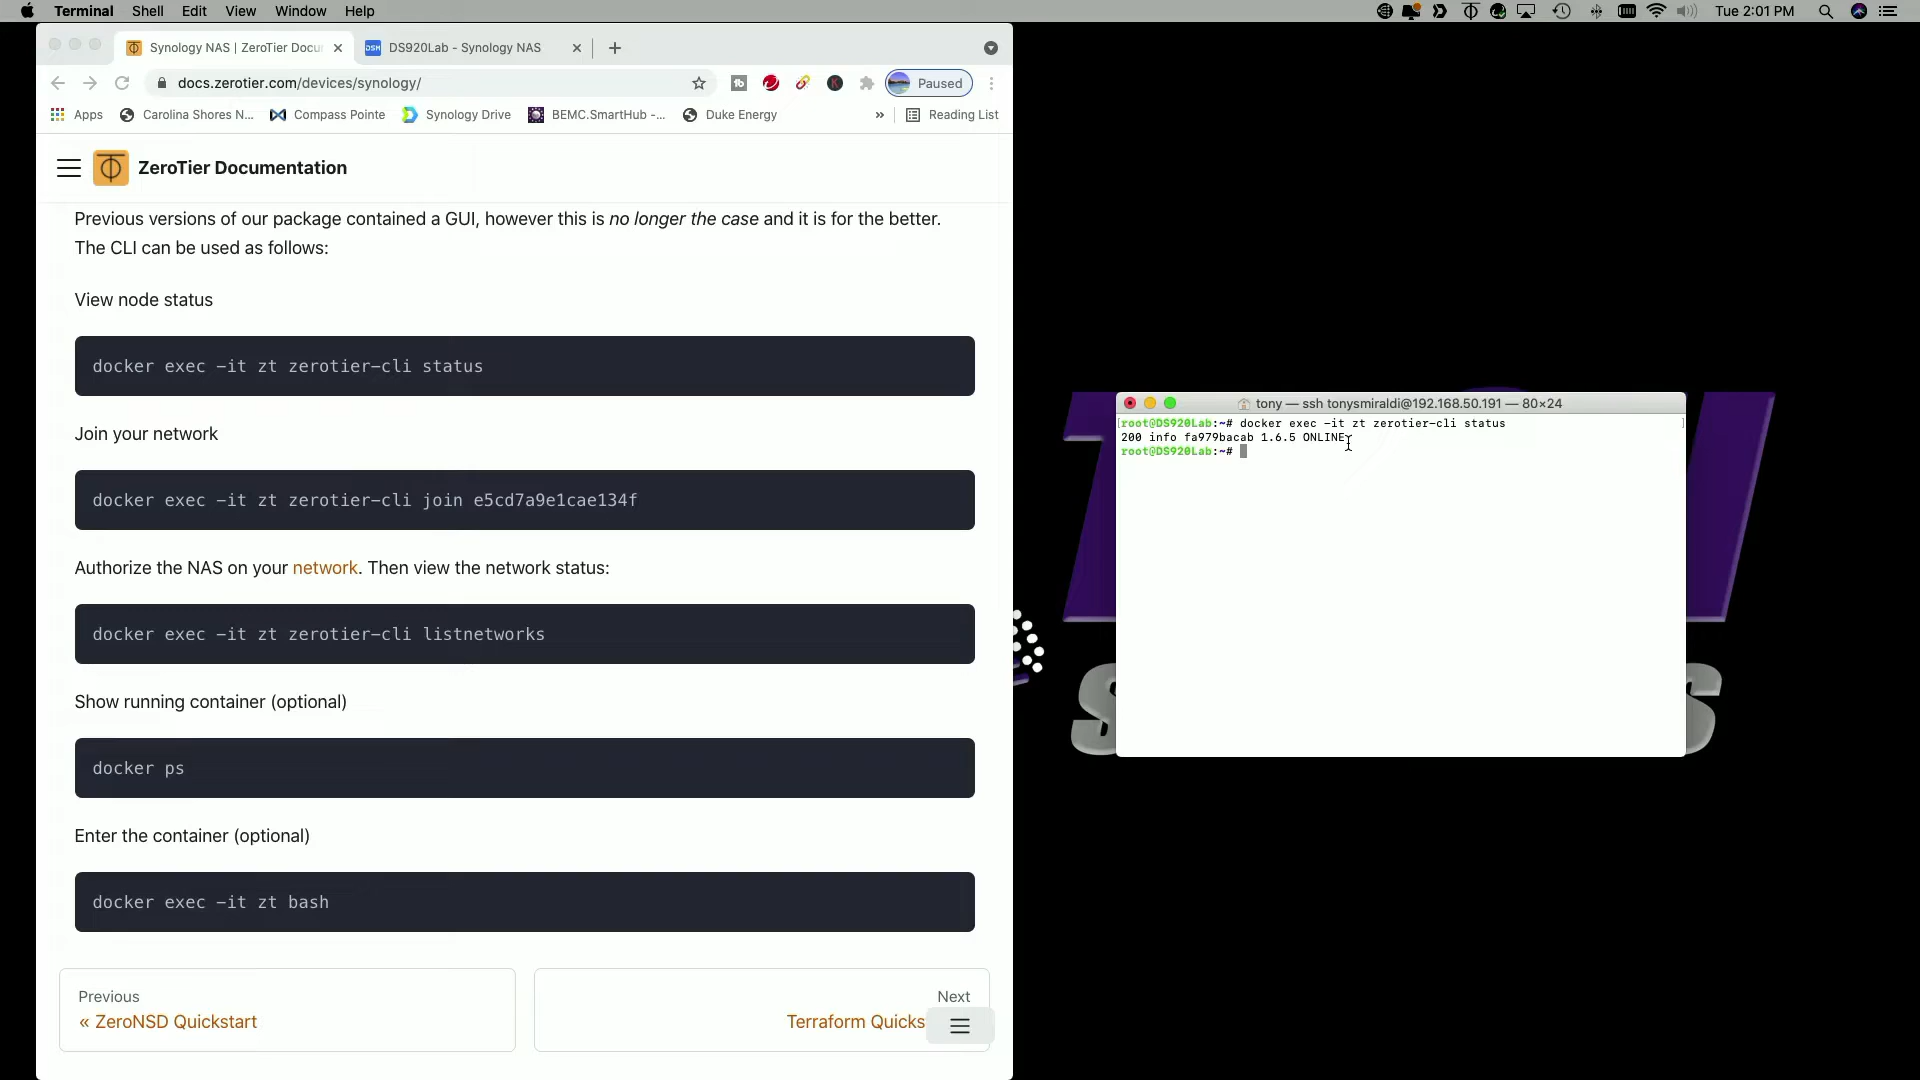 Terminal Shell Edit View Window Help
Tue 2:01 PM
Synology NAS | ZeroTier Docu
DS920Lab - Synology NAS
docs.zerotier.com/devices/synology/
Paused
Apps
Carolina Shores N...
Compass Pointe
Synology Drive
BEMC.SmartHub -...
Duke Energy
»
Reading List
ZeroTier Documentation
Previous versions of our package contained a GUI, however this is no longer the case and it is for the better.
The CLI can be used as follows:
View node status
docker exec -it zt zerotier-cli status
Join your network
docker exec -it zt zerotier-cli join e5cd7a9e1cae134f
Authorize the NAS on your network. Then view the network status:
docker exec -it zt zerotier-cli listnetworks
Show running container (optional)
docker ps
Enter the container (optional)
docker exec -it zt bash
Previous
« ZeroNSD Quickstart
Next
Terraform Quicks
tony — ssh tonysmiraldi@192.168.50.191 — 80×24
[root@DS920Lab:~# docker exec -it zt zerotier-cli status ]
200 info fa979bacab 1.6.5 ONLINE
root@DS920Lab:~#